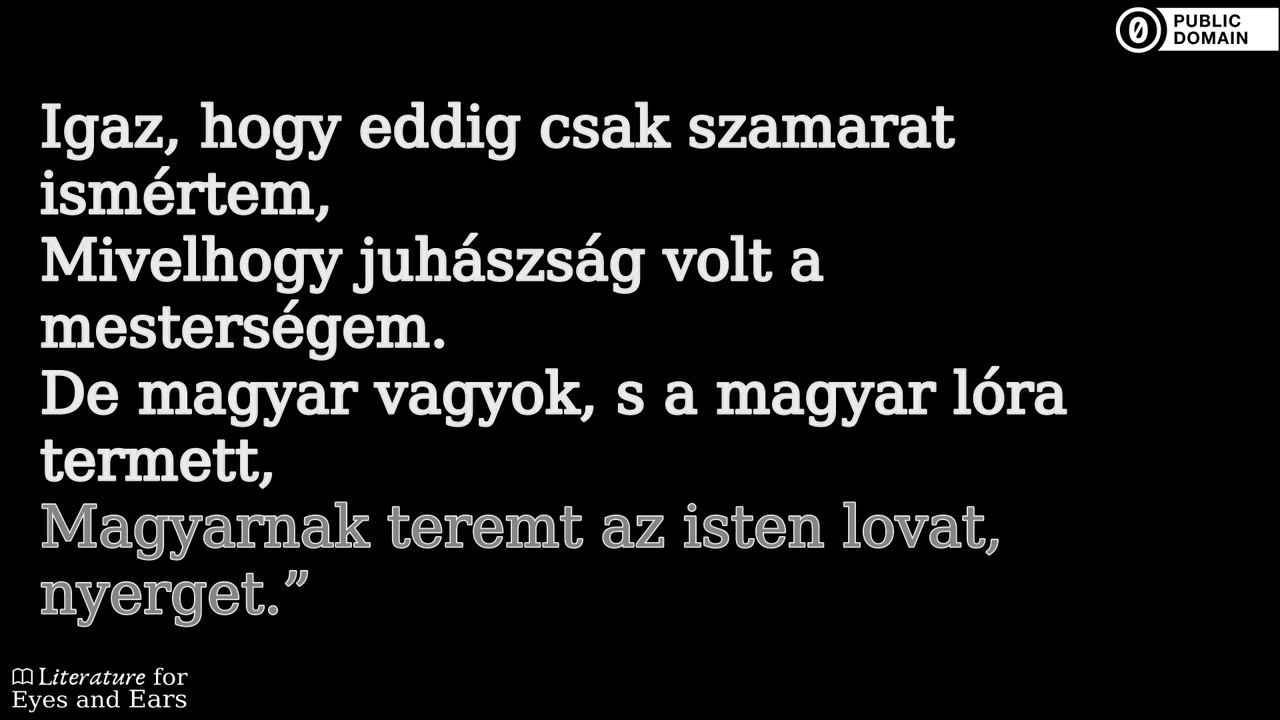 PUBLIC
DOMAIN
Igaz, hogy eddig csak szamarat
ismértem,
Mivelhogy juhászság volt a
mesterségem.
De magyar vagyok, s a magyar lóra
termett,
Magyarnak teremt az isten lovat,
nyerget.”
Literature for
Eyes and Ears